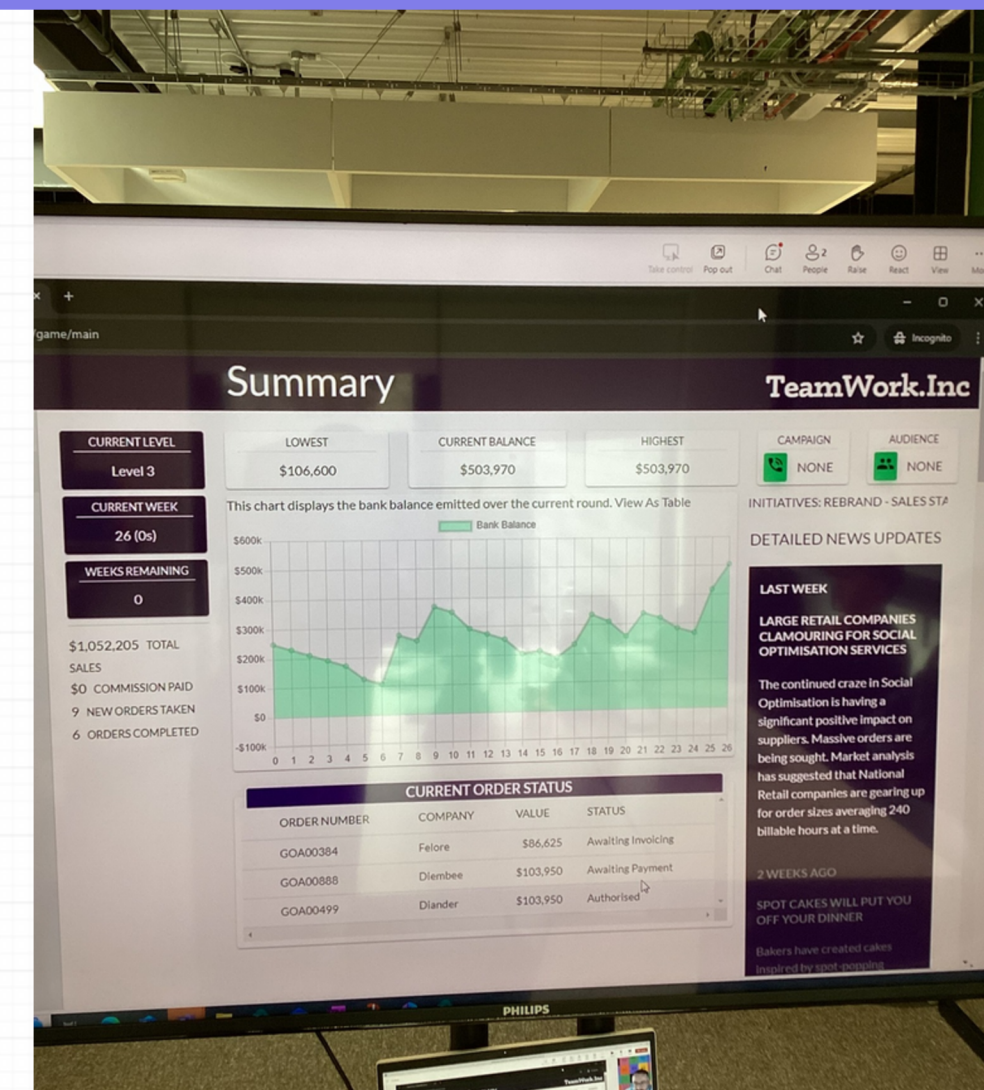 Take control
Pop out
Chat
2
People
Raise
React
View
/game/main
Incognito
Summary
TeamWork.Inc
CURRENT LEVEL
Level 3
CURRENT WEEK
26 (0s)
WEEKS REMAINING
0
$1,052,205 TOTAL
SALES
$0 COMMISSION PAID
9 NEW ORDERS TAKEN
6 ORDERS COMPLETED
LOWEST
$106,600
CURRENT BALANCE
$503,970
HIGHEST
$503,970
This chart displays the bank balance emitted over the current round. View As Table
Bank Balance
$600k
$500k
$400k
$300k
$200k
$100k
$0
-$100k
0 1 2 3 4 5 6 7 8 9 10 11 12 13 14 15 16 17 18 19 20 21 22 23 24 25 26
CURRENT ORDER STATUS
ORDER NUMBER COMPANY VALUE STATUS
GOA00384 Felore $86,625 Awaiting Invoicing
GOA00888 Diembee $103,950 Awaiting Payment
GOA00499 Diander $103,950 Authorised
CAMPAIGN
NONE
AUDIENCE
NONE
INITIATIVES: REBRAND - SALES STA
DETAILED NEWS UPDATES
LAST WEEK
LARGE RETAIL COMPANIES
CLAMOURING FOR SOCIAL
OPTIMISATION SERVICES
The continued craze in Social
Optimisation is having a
significant positive impact on
suppliers. Massive orders are
being sought. Market analysis
has suggested that National
Retail companies are gearing up
for order sizes averaging 240
billable hours at a time.
2 WEEKS AGO
SPOT CAKES WILL PUT YOU
OFF YOUR DINNER
Bakers have created cakes
inspired by spot-popping
PHILIPS
TeamWork.Inc